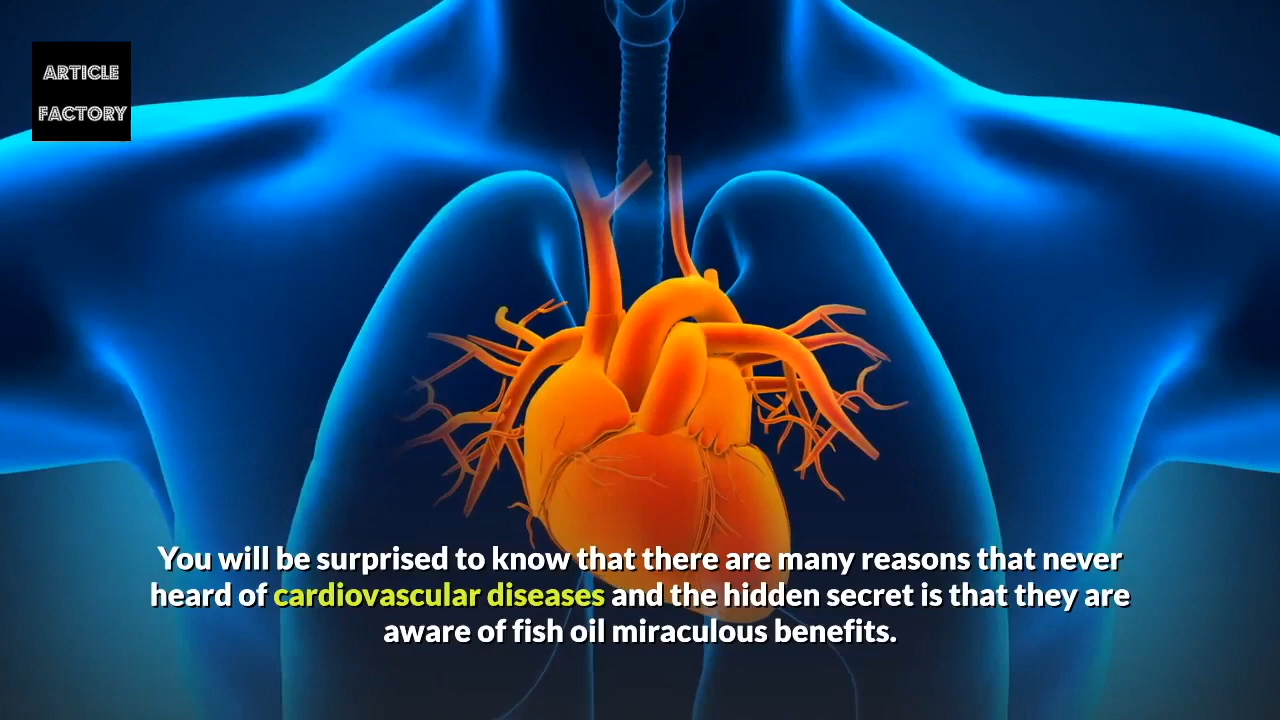 ARTICLE
FACTORY
You will be surprised to know that there are many reasons that never
heard of cardiovascular diseases and the hidden secret is that they are
aware of fish oil miraculous benefits.